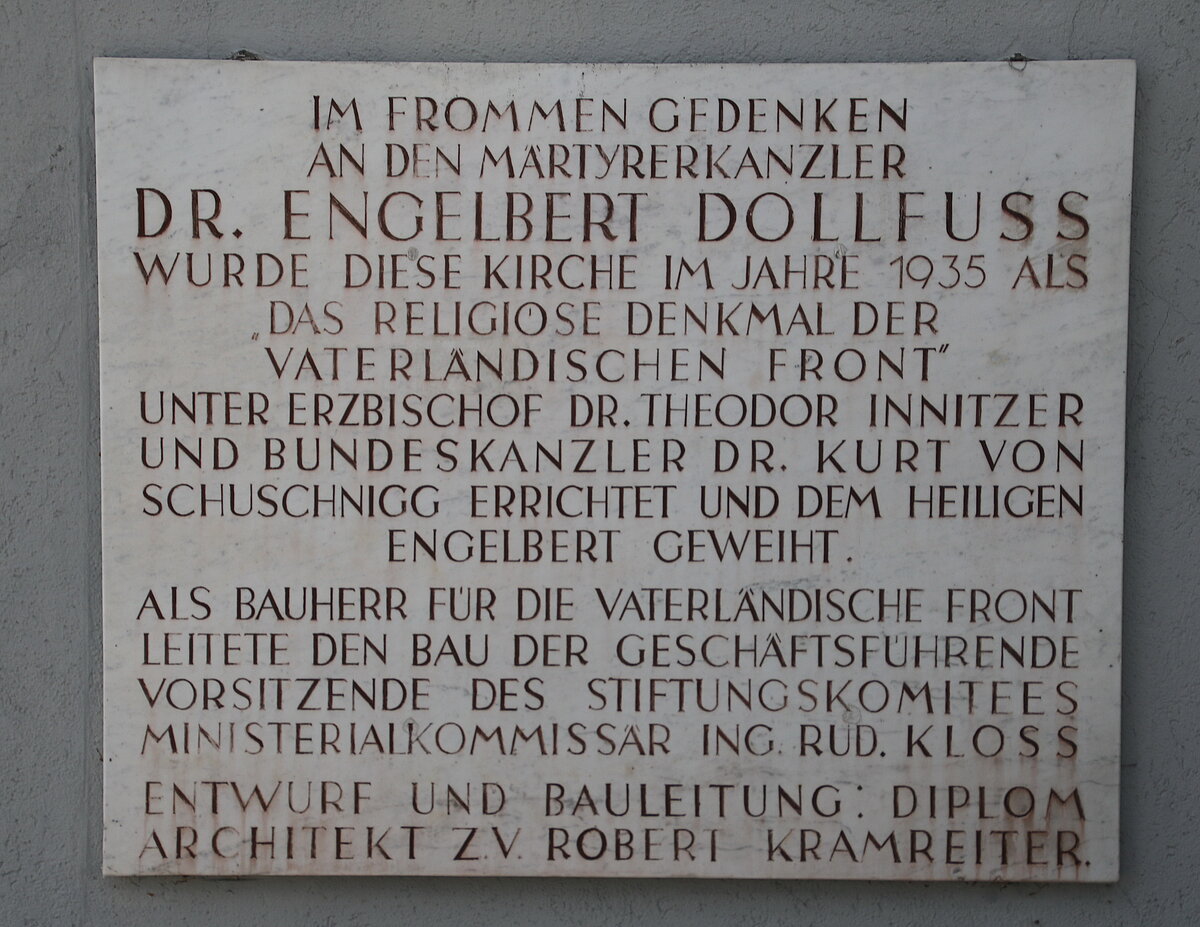 IM FROMMEN GEDENKEN
AN DEN MÄRTYRERKANZLER
DR. ENGELBERT DOLLFUSS
WURDE DIESE KIRCHE IM JAHRE 1935 ALS
„DAS RELIGIÖSE DENKMAL DER
VATERLÄNDISCHEN FRONT"
UNTER ERZBISCHOF DR. THEODOR INNITZER
UND BUNDESKANZLER DR. KURT VON
SCHUSCHNIGG ERRICHTET UND DEM HEILIGEN
ENGELBERT GEWEIHT.
ALS BAUHERR FÜR DIE VATERLÄNDISCHE FRONT
LEITETE DEN BAU DER GESCHÄFTSFÜHRENDE
VORSITZENDE DES STIFTUNGSKOMITEES
MINISTERIALKOMMISSÄR ING. RUD. KLOSS
ENTWURF UND BAULEITUNG: DIPLOM
ARCHITEKT Z.V. ROBERT KRAMREITER.